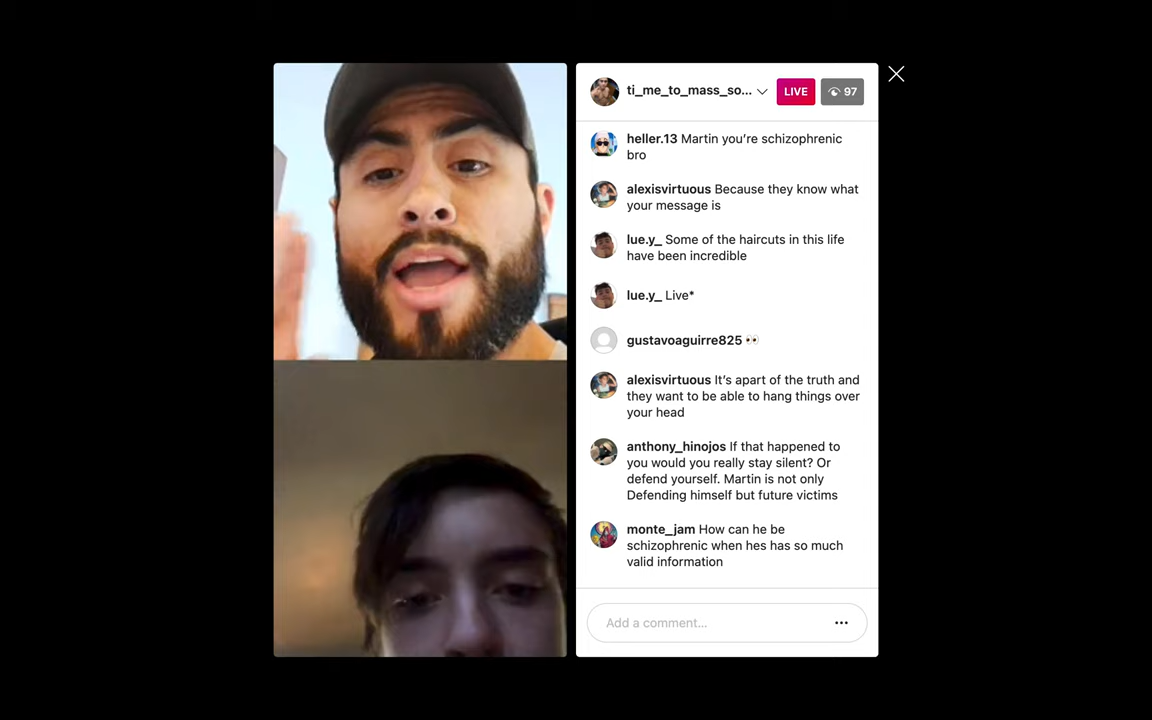 ti_me_to_mass_so... LIVE 97
heller.13 Martin you're schizophrenic
bro
alexisvirtuous Because they know what
your message is
lue.y_ Some of the haircuts in this life
have been incredible
lue.y_ Live*
gustavoaguirre825 👀
alexisvirtuous It's apart of the truth and
they want to be able to hang things over
your head
anthony_hinojos If that happened to
you would you really stay silent? Or
defend yourself. Martin is not only
Defending himself but future victims
monte_jam How can he be
schizophrenic when hes has so much
valid information
Add a comment...